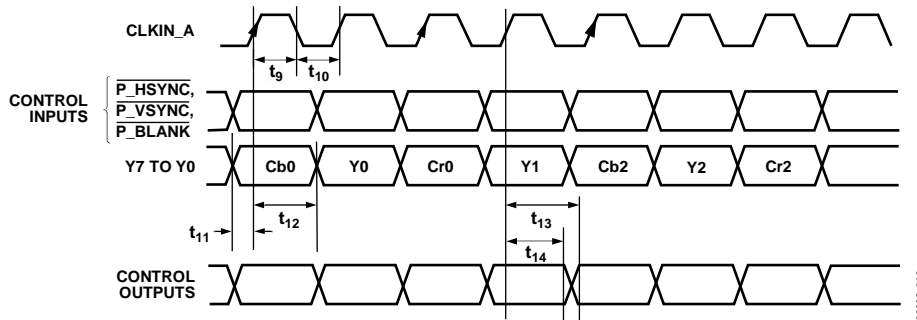 CLKIN_A
t9 t10
CONTROL INPUTS
P_HSYNC,
P_VSYNC,
P_BLANK
Y7 TO Y0
Cb0 Y0 Cr0 Y1 Cb2 Y2 Cr2
t12 t13
t11 t14
CONTROL OUTPUTS